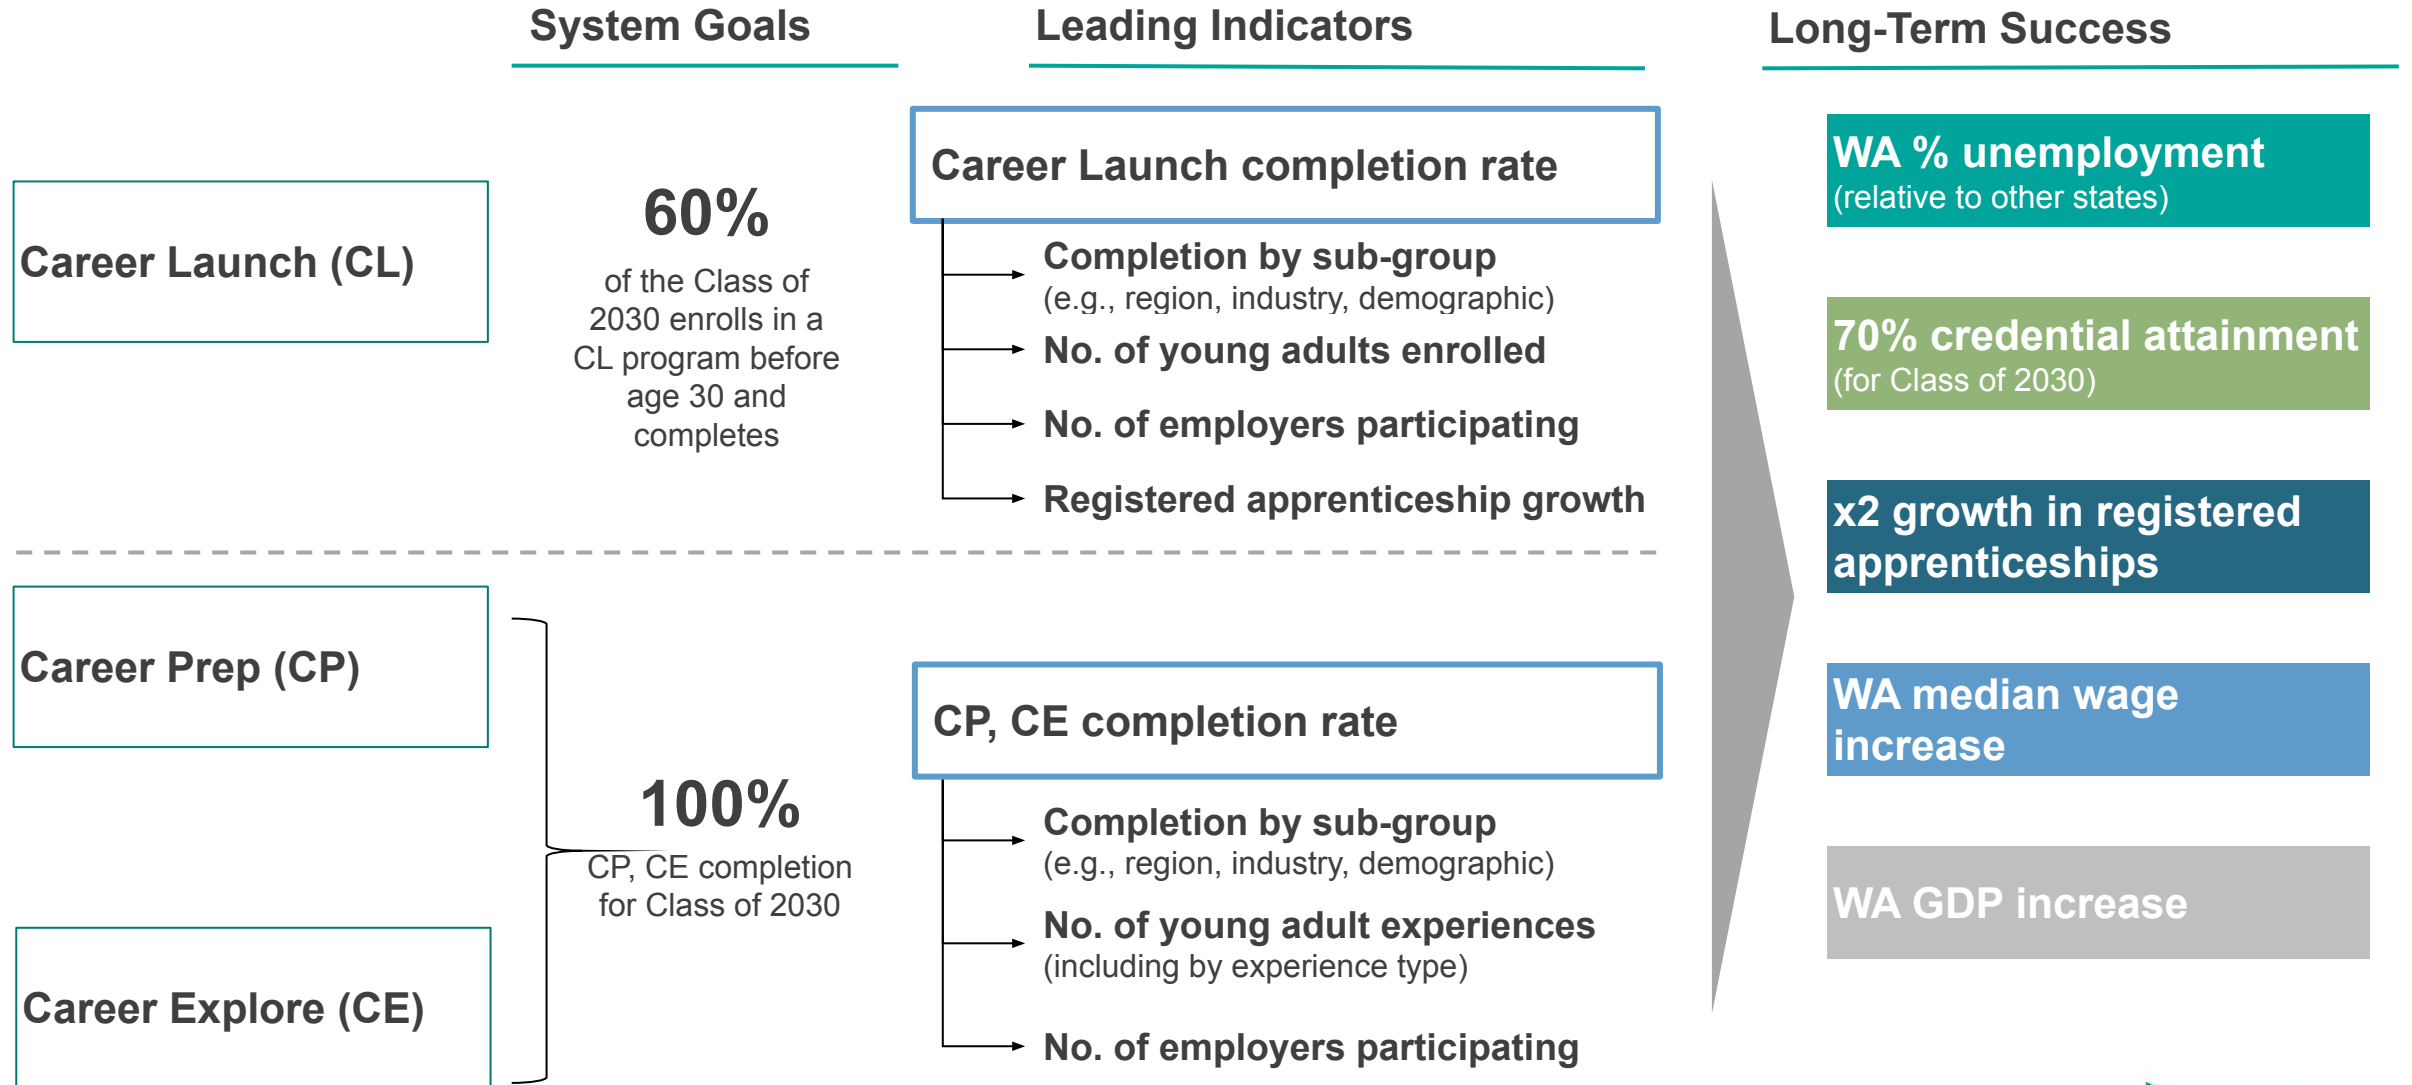 System Goals
Leading Indicators
Long-Term Success
Career Launch (CL)
60%
of the Class of
2030 enrolls in a
CL program before
age 30 and
completes
Career Launch completion rate
Completion by sub-group
(e.g., region, industry, demographic)
No. of young adults enrolled
No. of employers participating
Registered apprenticeship growth
Career Prep (CP)
Career Explore (CE)
100%
CP, CE completion
for Class of 2030
CP, CE completion rate
Completion by sub-group
(e.g., region, industry, demographic)
No. of young adult experiences
(including by experience type)
No. of employers participating
WA % unemployment
(relative to other states)
70% credential attainment
(for Class of 2030)
x2 growth in registered
apprenticeships
WA median wage
increase
WA GDP increase